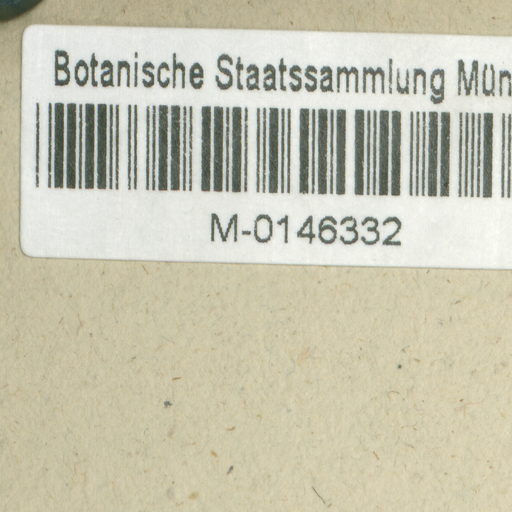 Botanische Staatssammlung Mün
M-0146332